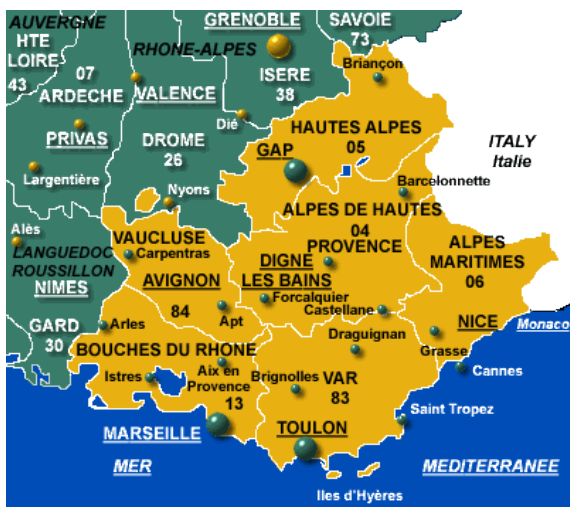 AUVERGNE
GRENOBLE
SAVOIE
73
HTE
LOIRE
43
RHONE-ALPES
Briançon
07
ARDECHE
VALENCE
ISERE
38
PRIVAS
Dié
HAUTES ALPES
05
ITALY
Italie
DROME
26
GAP
Largentière
Nyons
Barcelonnette
Alès
ALPES DE HAUTES
04
PROVENCE
LANGUEDOC
ROUSSILLON
VAUCLUSE
Carpentras
ALPES
MARITIMES
06
NIMES
AVIGNON
84
DIGNE
LES BAINS
Forcalquier
Castellane
GARD
30
Arles
Apt
NICE
Monaco
Draguignan
BOUCHES DU RHONE
Grasse
Istres
Aix en
Provence
13
Brignolles
VAR
83
Cannes
Saint Tropez
MARSEILLE
TOULON
MER
MEDITERRANEE
Iles d'Hyères